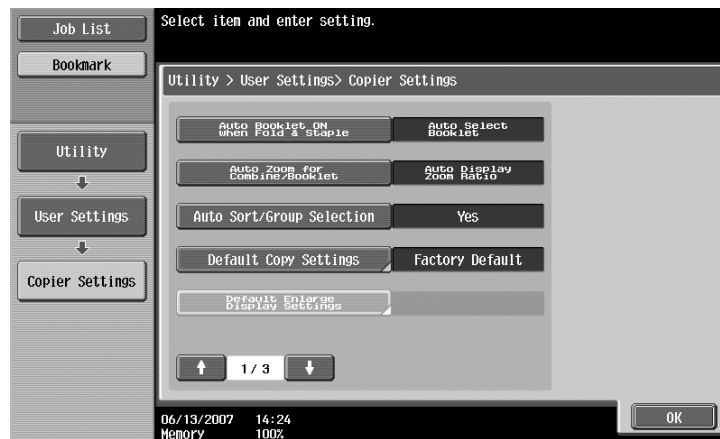 Job List
Select item and enter setting.
Bookmark
Utility > User Settings> Copier Settings
Auto Booklet ON
when Fold & Staple
Auto Select
Booklet
Utility
Auto Zoom for
Combine/Booklet
Auto Display
Zoom Ratio
User Settings
Auto Sort/Group Selection
Yes
Default Copy Settings
Factory Default
Copier Settings
Default Enlarge
Display Settings
1/ 3
OK
06/13/2007 14:24
Memory 100%